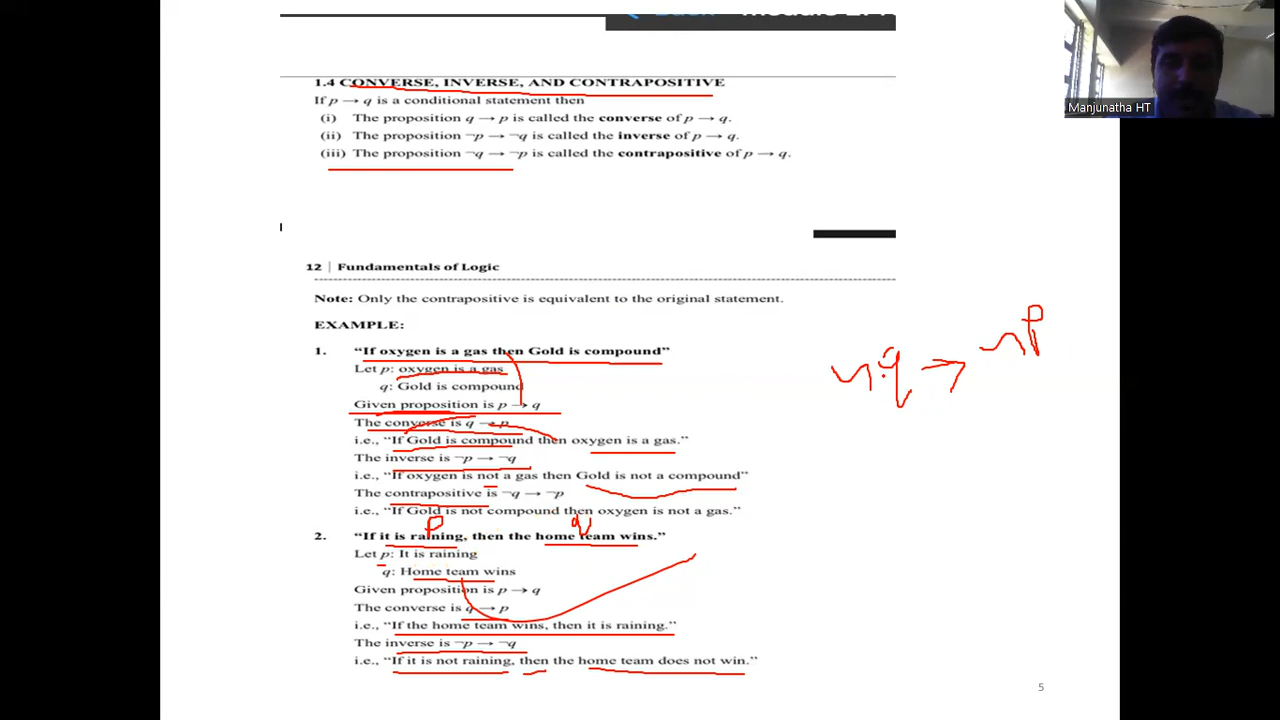 1.4 CONVERSE, INVERSE, AND CONTRAPOSITIVE
If p → q is a conditional statement then
(i) The proposition q → p is called the converse of p → q.
(ii) The proposition ¬p → ¬q is called the inverse of p → q.
(iii) The proposition ¬q → ¬p is called the contrapositive of p → q.
Manjunatha HT
12 | Fundamentals of Logic
Note: Only the contrapositive is equivalent to the original statement.
EXAMPLE:
1. “If oxygen is a gas then Gold is compound”
Let p: oxygen is a gas
q: Gold is compound
Given proposition is p → q
The converse is q → p
i.e., “If Gold is compound then oxygen is a gas.”
The inverse is ¬p → ¬q
i.e., “If oxygen is not a gas then Gold is not a compound”
The contrapositive is ¬q → ¬p
i.e., “If Gold is not compound then oxygen is not a gas.”
p q
2. “If it is raining, then the home team wins.”
Let p: It is raining
q: Home team wins
Given proposition is p → q
The converse is q → p
i.e., “If the home team wins, then it is raining.”
The inverse is ¬p → ¬q
i.e., “If it is not raining, then the home team does not win.”
¬q → ¬p
5